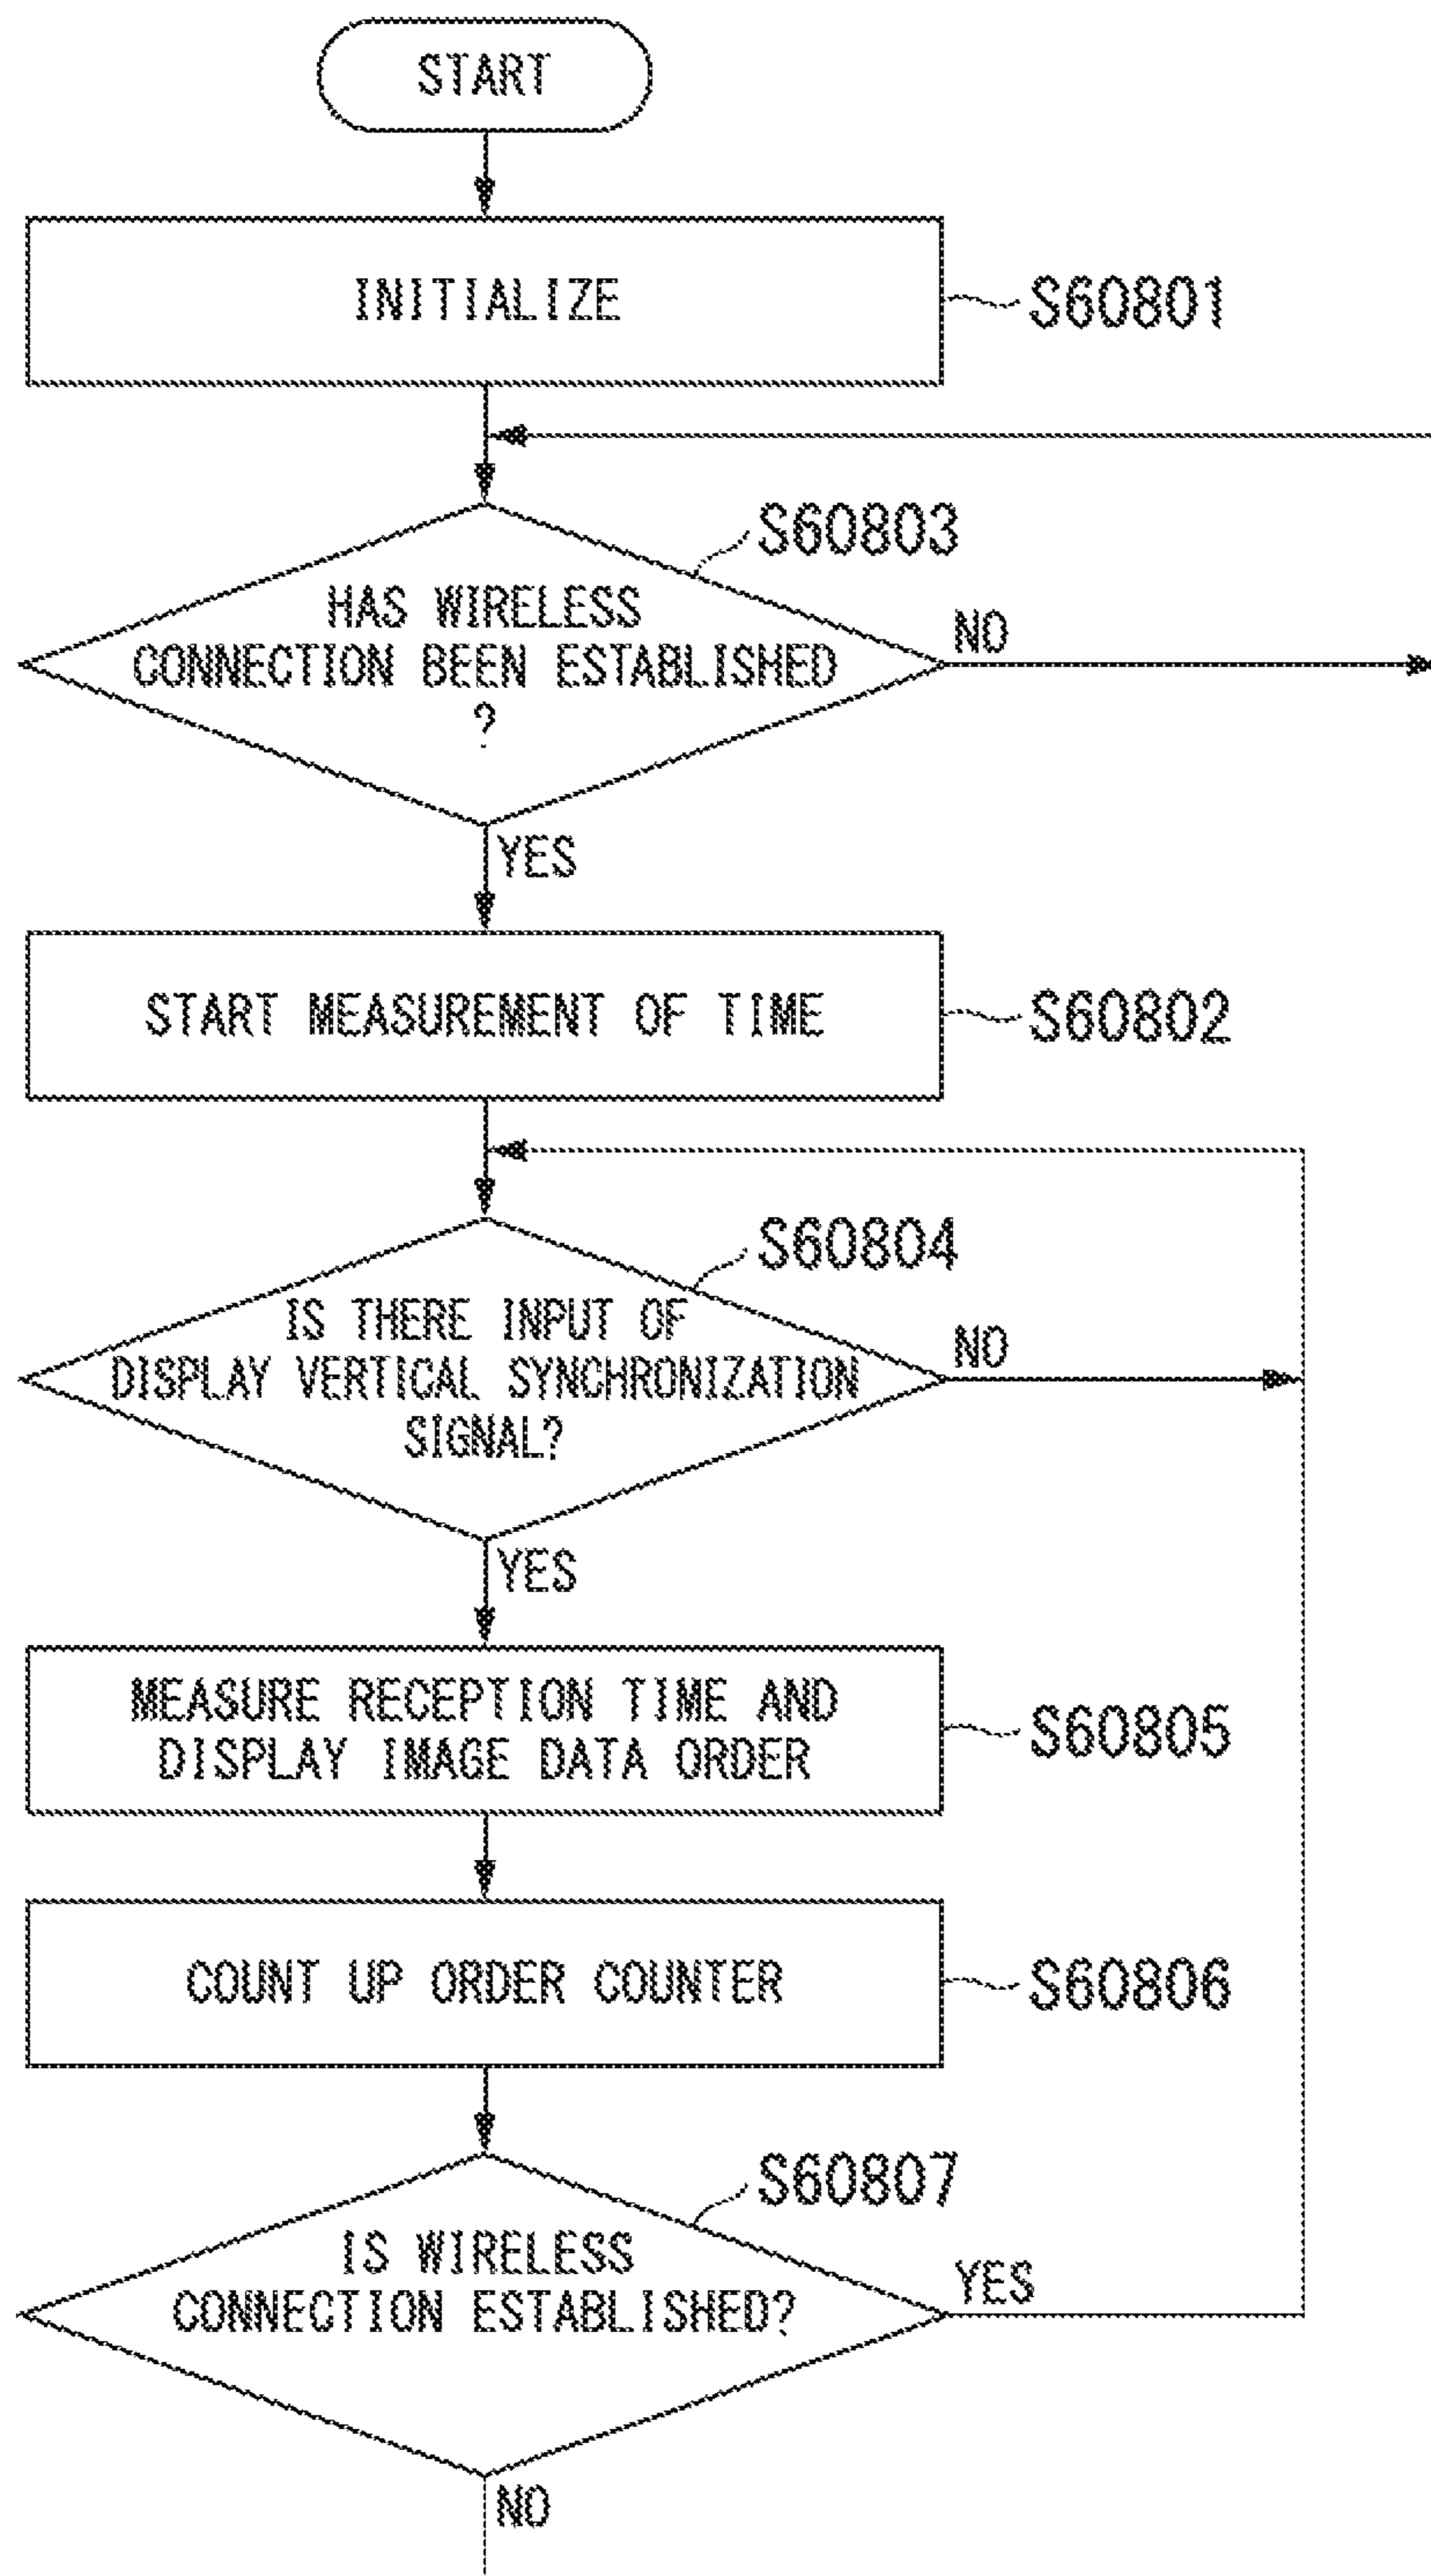 START
INITIALIZE
S60801
S60803
HAS WIRELESS
CONNECTION BEEN ESTABLISHED
?
NO
YES
START MEASUREMENT OF TIME
S60802
S60804
IS THERE INPUT OF
DISPLAY VERTICAL SYNCHRONIZATION
SIGNAL?
NO
YES
MEASURE RECEPTION TIME AND
DISPLAY IMAGE DATA ORDER
S60805
COUNT UP ORDER COUNTER
S60806
S60807
IS WIRELESS
CONNECTION ESTABLISHED?
YES
NO